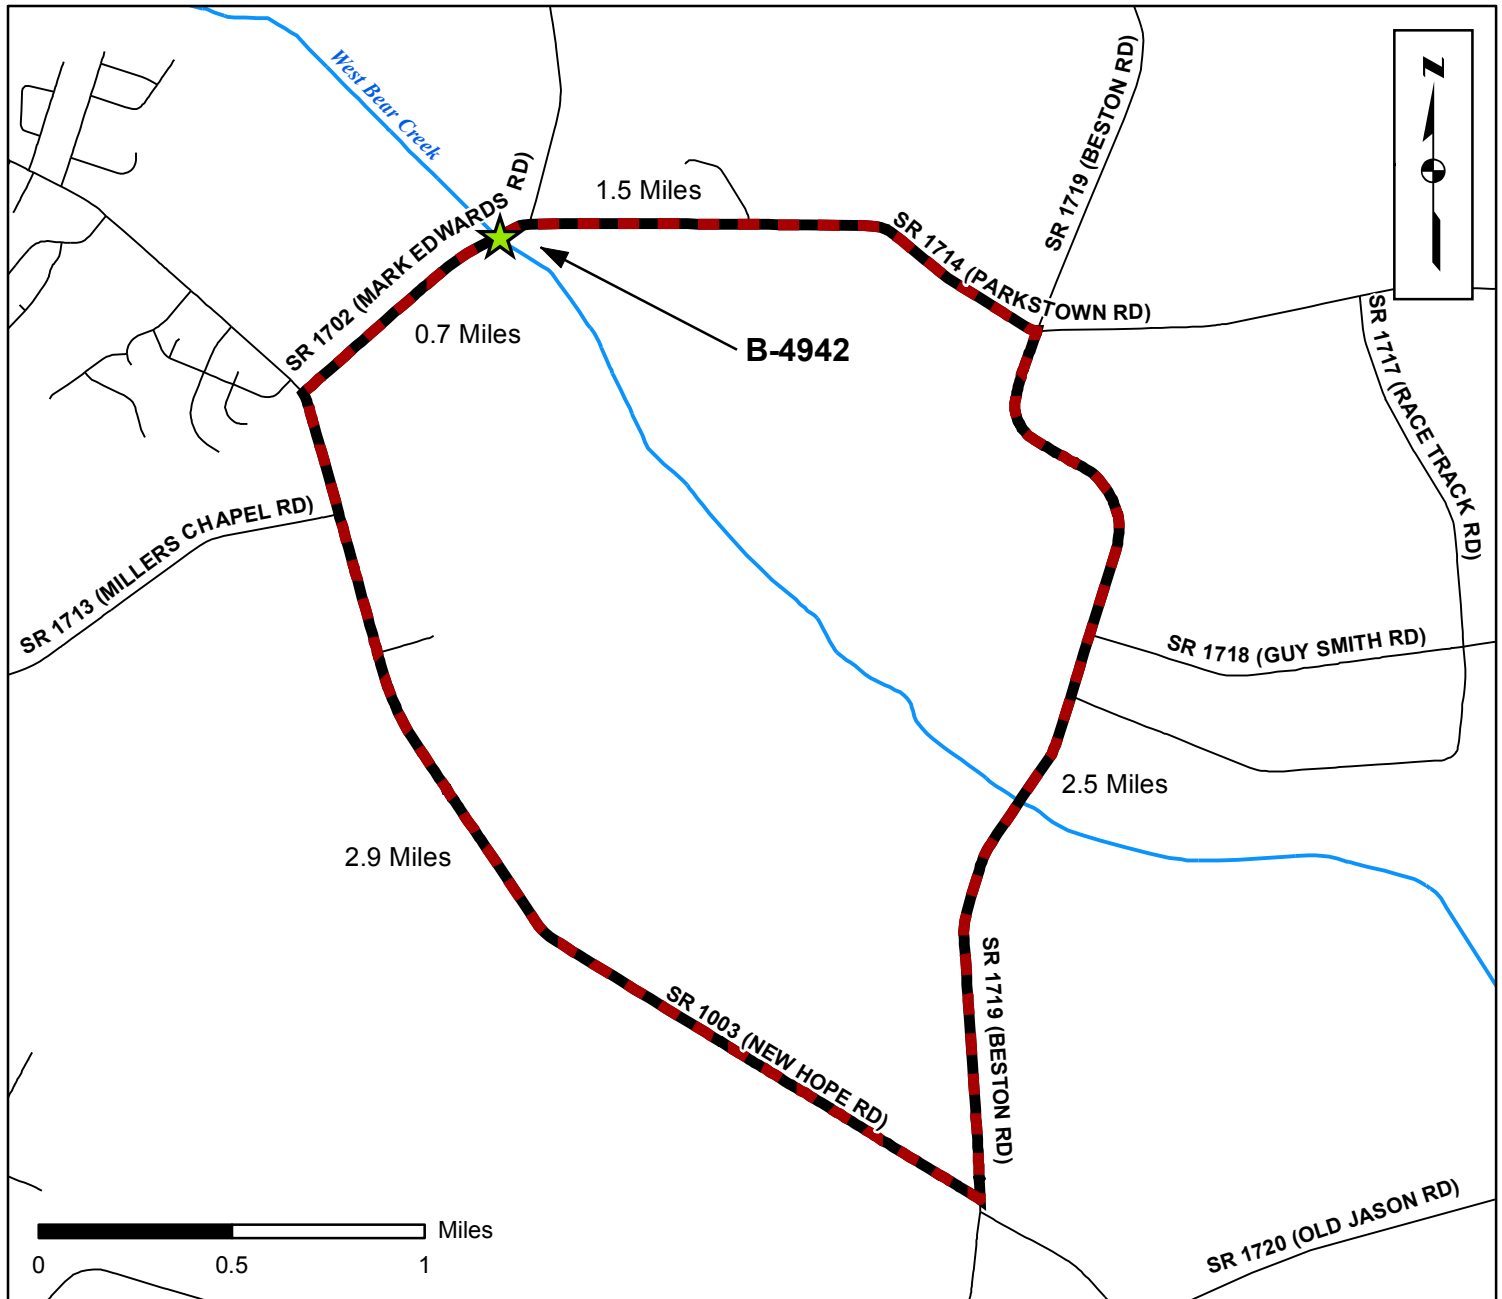 West Bear Creek
N
SR 1719 (BESTON RD)
1.5 Miles
SR 1702 (MARK EDWARDS RD)
SR 1714 (PARKSTOWN RD)
0.7 Miles
B-4942
SR 1717 (RACE TRACK RD)
SR 1713 (MILLERS CHAPEL RD)
SR 1718 (GUY SMITH RD)
2.5 Miles
2.9 Miles
SR 1003 (NEW HOPE RD)
SR 1719 (BESTON RD)
SR 1720 (OLD JASON RD)
Miles
0 0.5 1